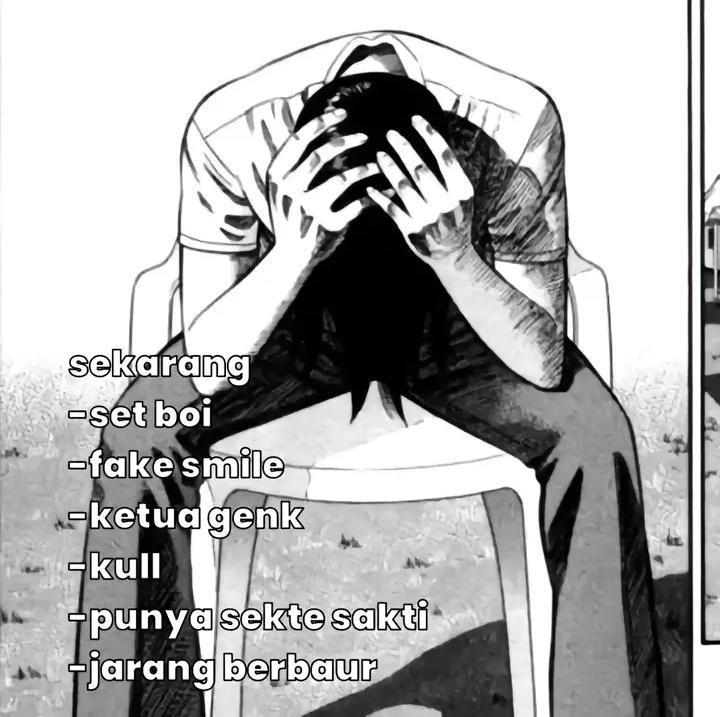 sekarang
-set boi
-fake smile
-ketua genk
-kull
-punya sekte sakti
-jarang berbaur